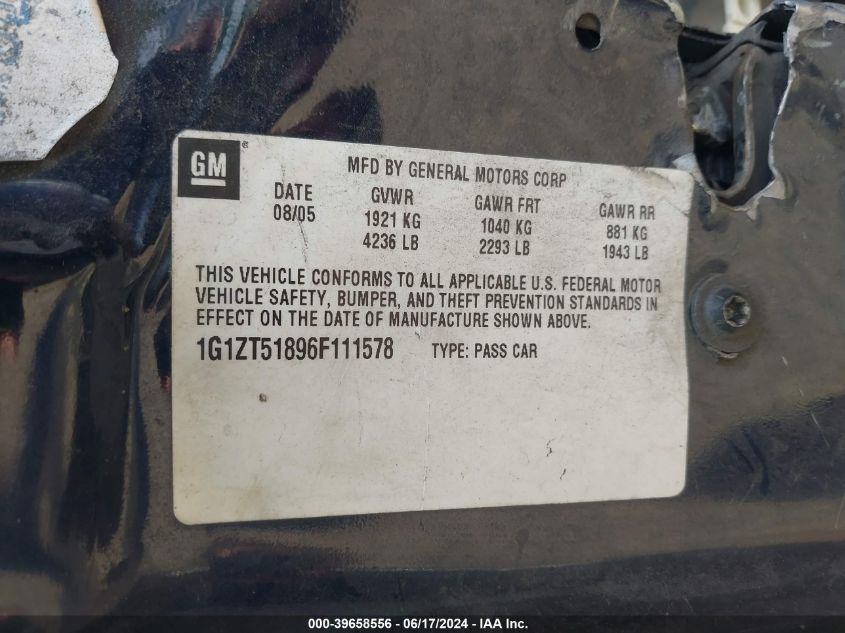 GM
MFD BY GENERAL MOTORS CORP
DATE GVWR GAWR FRT GAWR RR
08/05 1921 KG 1040 KG 881 KG
4236 LB 2293 LB 1943 LB
THIS VEHICLE CONFORMS TO ALL APPLICABLE U.S. FEDERAL MOTOR
VEHICLE SAFETY, BUMPER, AND THEFT PREVENTION STANDARDS IN
EFFECT ON THE DATE OF MANUFACTURE SHOWN ABOVE.
1G1ZT51896F111578 TYPE: PASS CAR
000-39658556 - 06/17/2024 - IAA Inc.